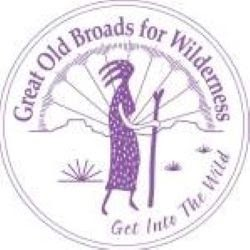 Great Old Broads for Wilderness
Get Into The Wild